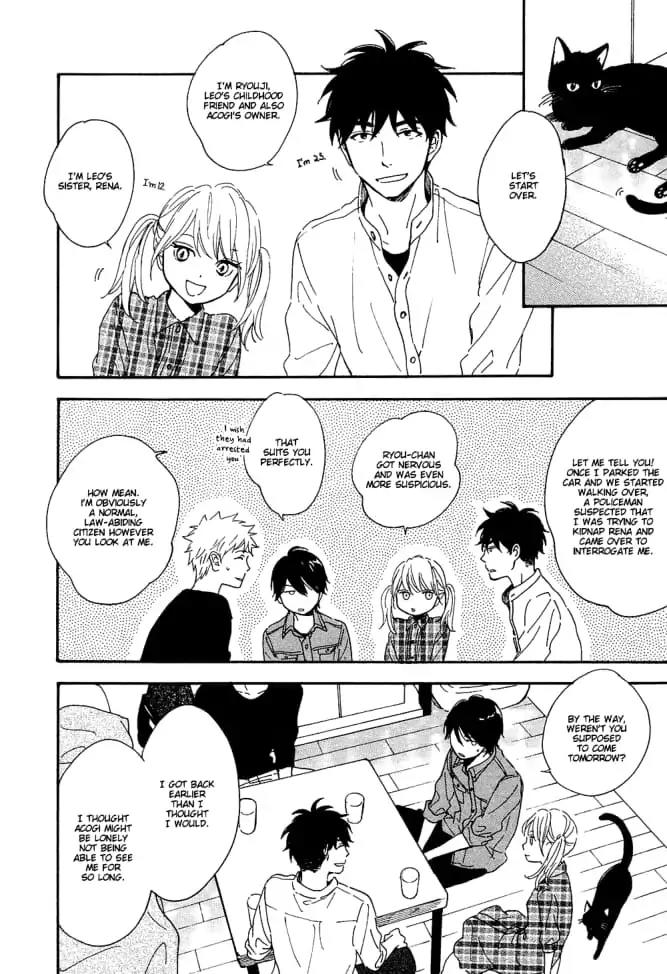 LET'S
START
OVER.
I'M RYOUJI,
LEO'S CHILDHOOD
FRIEND AND ALSO
ACOGI'S OWNER.
I'm 23.
I'M LEO'S
SISTER, RENA.
I'm 12
LET ME TELL YOU!
ONCE I PARKED THE
CAR AND WE STARTED
WALKING OVER,
A POLICEMAN
SUSPECTED THAT
I WAS TRYING TO
KIDNAP RENA AND
CAME OVER TO
INTERROGATE ME.
RYOU-CHAN
GOT NERVOUS
AND WAS EVEN
MORE SUSPICIOUS.
THAT
SUITS YOU
PERFECTLY.
I wish
they had
arrested
you
HOW MEAN.
I'M OBVIOUSLY
A NORMAL,
LAW-ABIDING
CITIZEN HOWEVER
YOU LOOK AT ME.
BY THE WAY,
WEREN'T YOU
SUPPOSED
TO COME
TOMORROW?
I GOT BACK
EARLIER
THAN I
THOUGHT
I WOULD.
I THOUGHT
ACOGI MIGHT
BE LONELY
NOT BEING
ABLE TO SEE
ME FOR
SO LONG.